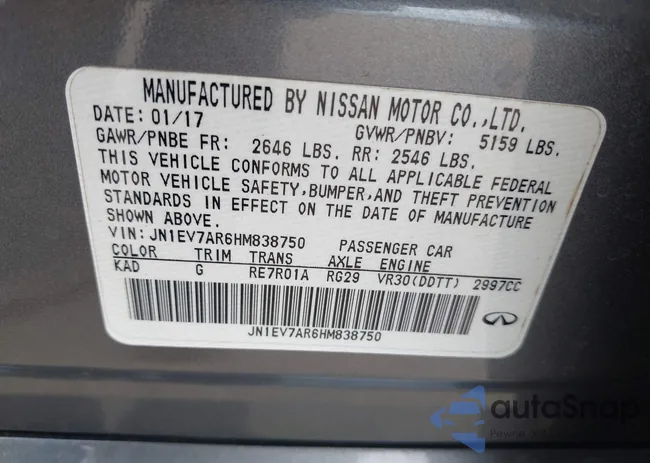 MANUFACTURED BY NISSAN MOTOR CO.,LTD.
DATE: 01/17 GVWR/PNBV: 5159 LBS.
GAWR/PNBE FR: 2646 LBS. RR: 2546 LBS.
THIS VEHICLE CONFORMS TO ALL APPLICABLE FEDERAL
MOTOR VEHICLE SAFETY,BUMPER,AND THEFT PREVENTION
STANDARDS IN EFFECT ON THE DATE OF MANUFACTURE
SHOWN ABOVE.
VIN: JN1EV7AR6HM838750 PASSENGER CAR
COLOR TRIM TRANS AXLE ENGINE
KAD G RE7R01A RG29 VR30(DDTT) 2997CC
JN1EV7AR6HM838750
autoSnap